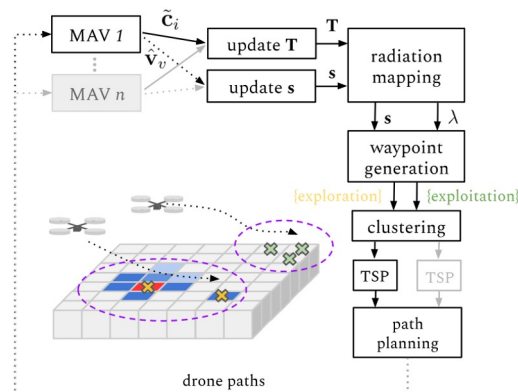 MAV 1
c̃ᵢ
v̂ᵥ
MAV n
update T
T
update s
s
radiation
mapping
s
λ
waypoint
generation
{exploration}
{exploitation}
clustering
TSP
TSP
path
planning
drone paths